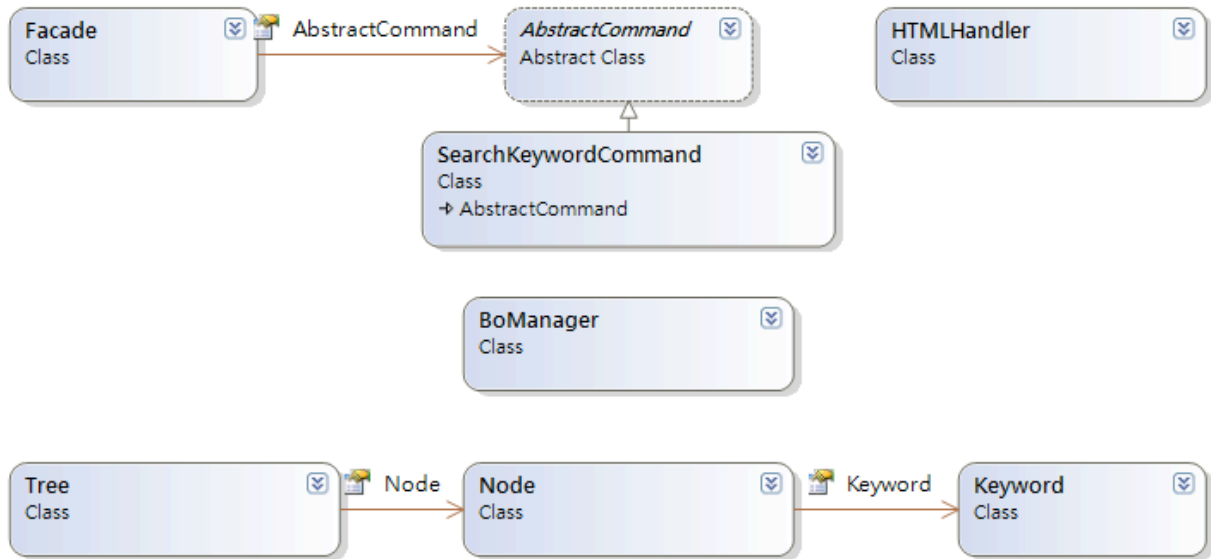 Facade
Class
AbstractCommand
AbstractCommand
Abstract Class
HTMLHandler
Class
SearchKeywordCommand
Class
AbstractCommand
BoManager
Class
Tree
Class
Node
Node
Class
Keyword
Keyword
Class